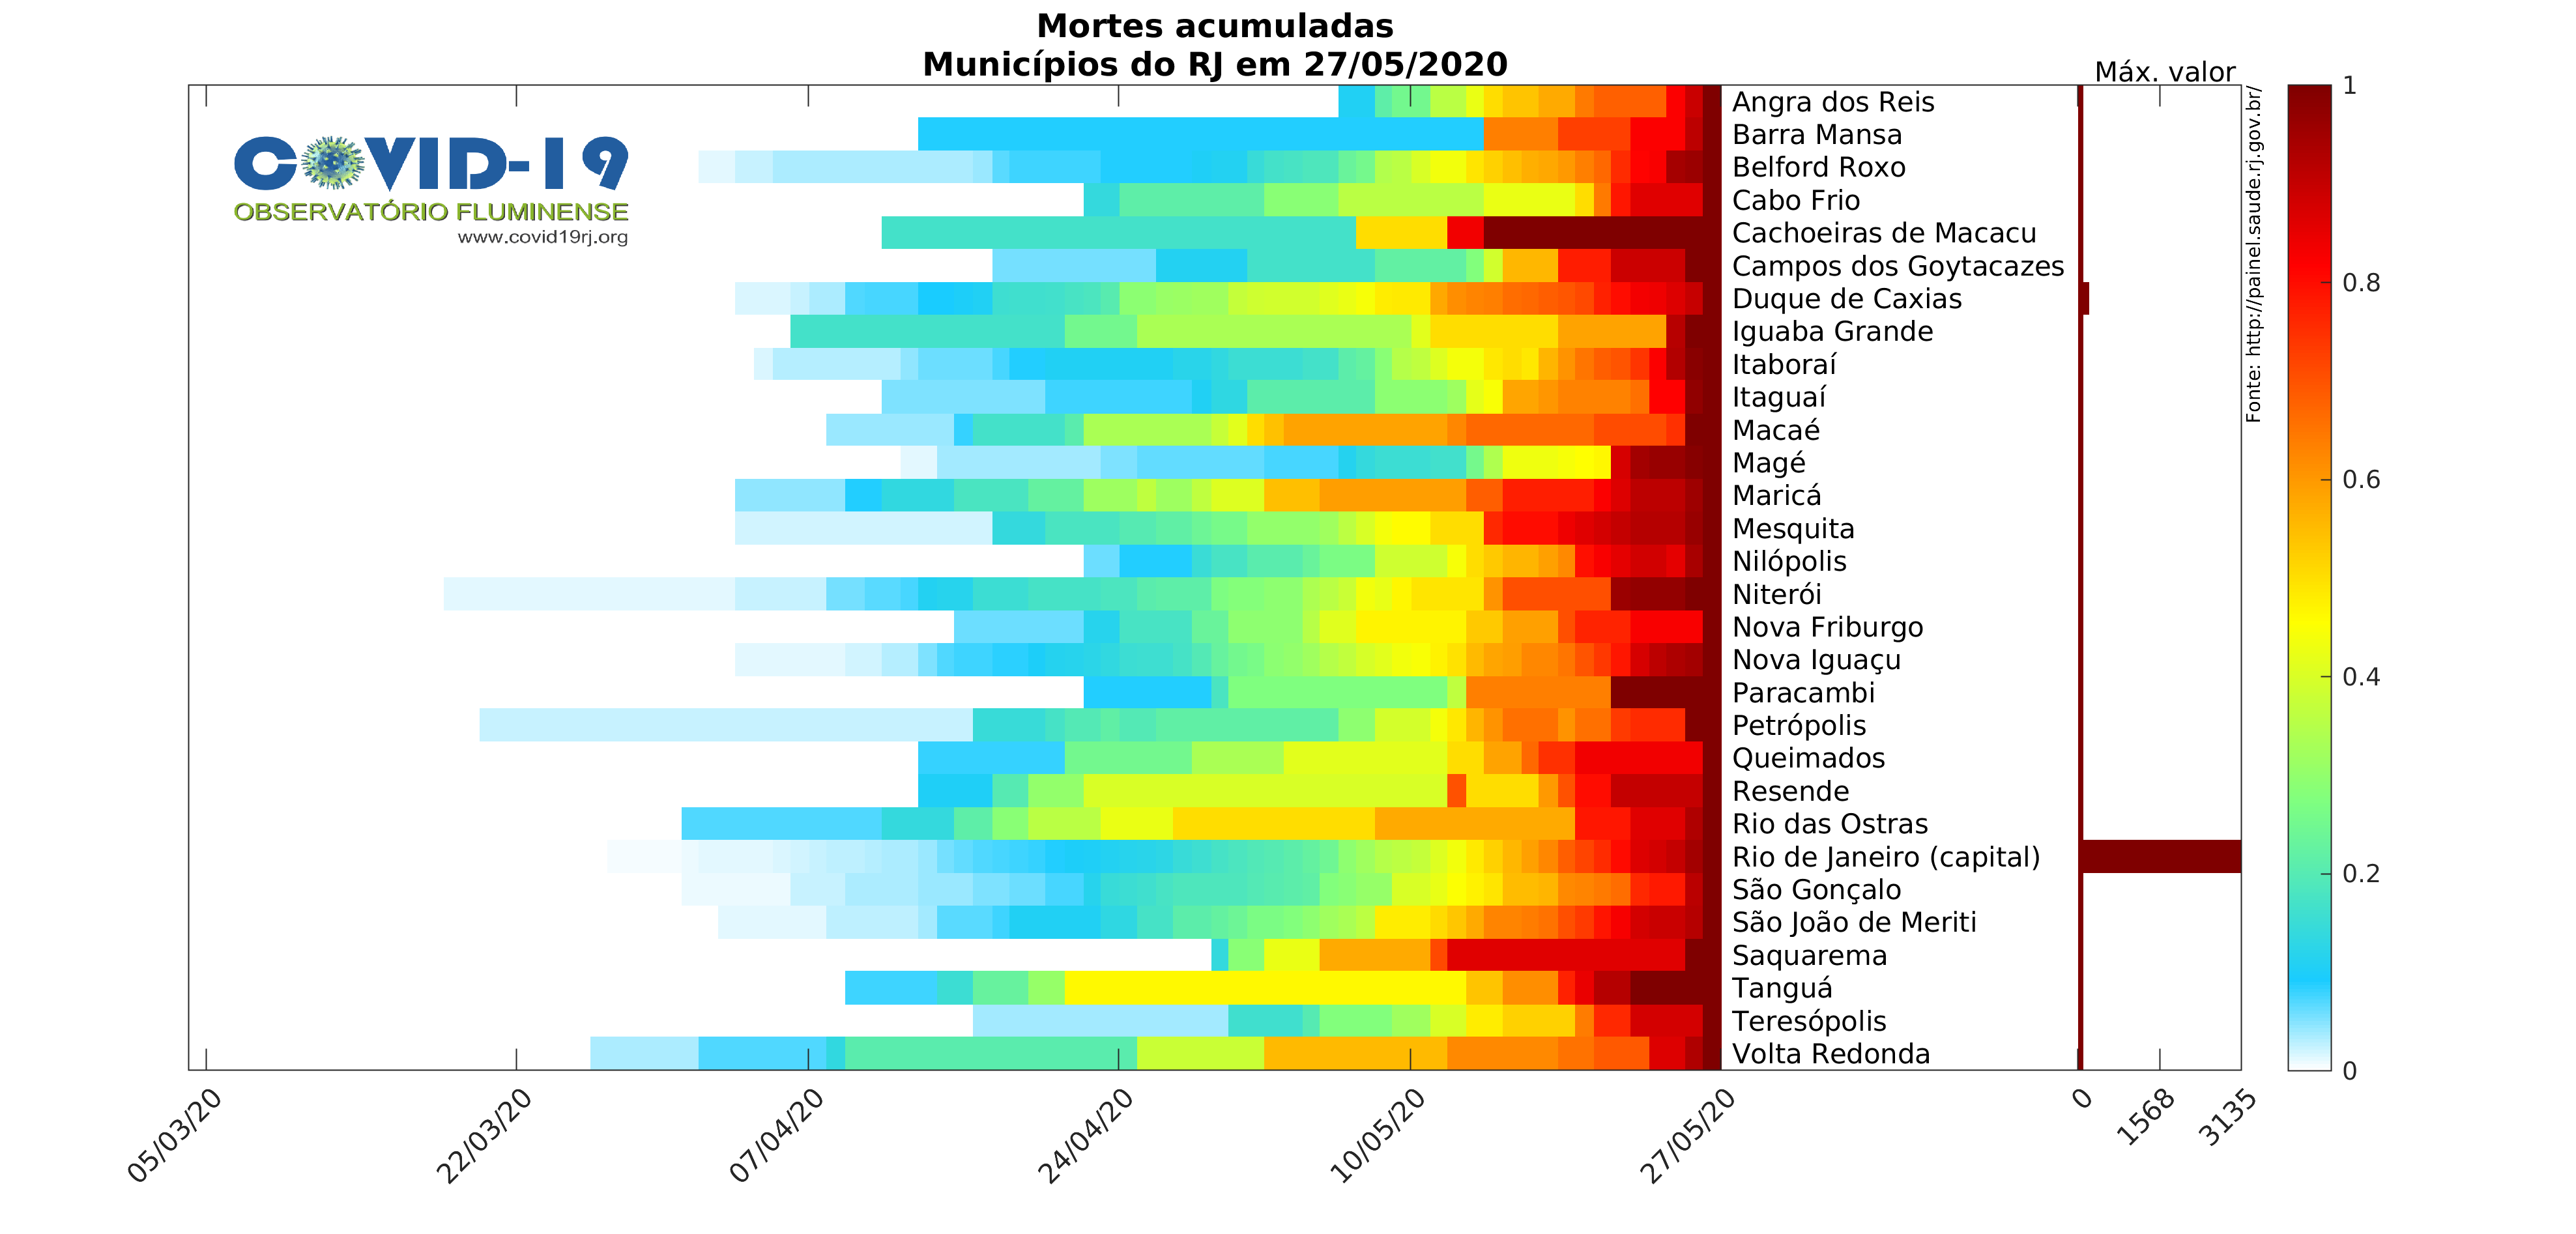 Mortes acumuladas
Municípios do RJ em 27/05/2020
Máx. valor
COVID-19
OBSERVATÓRIO FLUMINENSE
www.covid19rj.org
Angra dos Reis
Barra Mansa
Belford Roxo
Cabo Frio
Cachoeiras de Macacu
Campos dos Goytacazes
Duque de Caxias
Iguaba Grande
Itaboraí
Itaguaí
Macaé
Magé
Maricá
Mesquita
Nilópolis
Niterói
Nova Friburgo
Nova Iguaçu
Paracambi
Petrópolis
Queimados
Resende
Rio das Ostras
Rio de Janeiro (capital)
São Gonçalo
São João de Meriti
Saquarema
Tanguá
Teresópolis
Volta Redonda
Fonte: http://painel.saude.rj.gov.br/
1
0.8
0.6
0.4
0.2
0
05/03/20
22/03/20
07/04/20
24/04/20
10/05/20
27/05/20
0
1568
3135